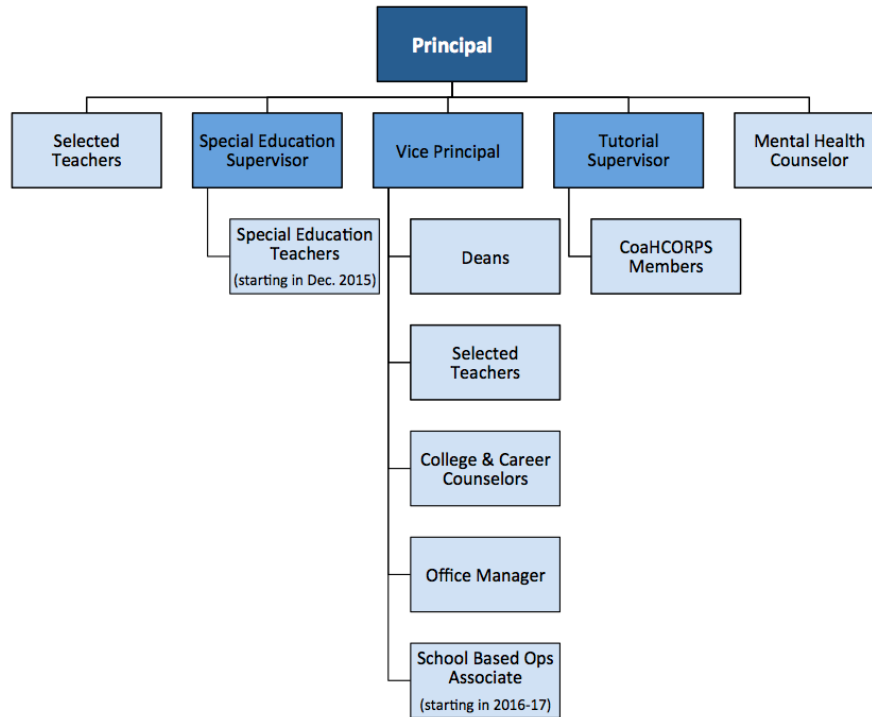 Principal
Selected
Teachers
Special Education
Supervisor
Vice Principal
Tutorial
Supervisor
Mental Health
Counselor
Special Education
Teachers
(starting in Dec. 2015)
Deans
CoaHCORPS
Members
Selected
Teachers
College & Career
Counselors
Office Manager
School Based Ops
Associate
(starting in 2016-17)